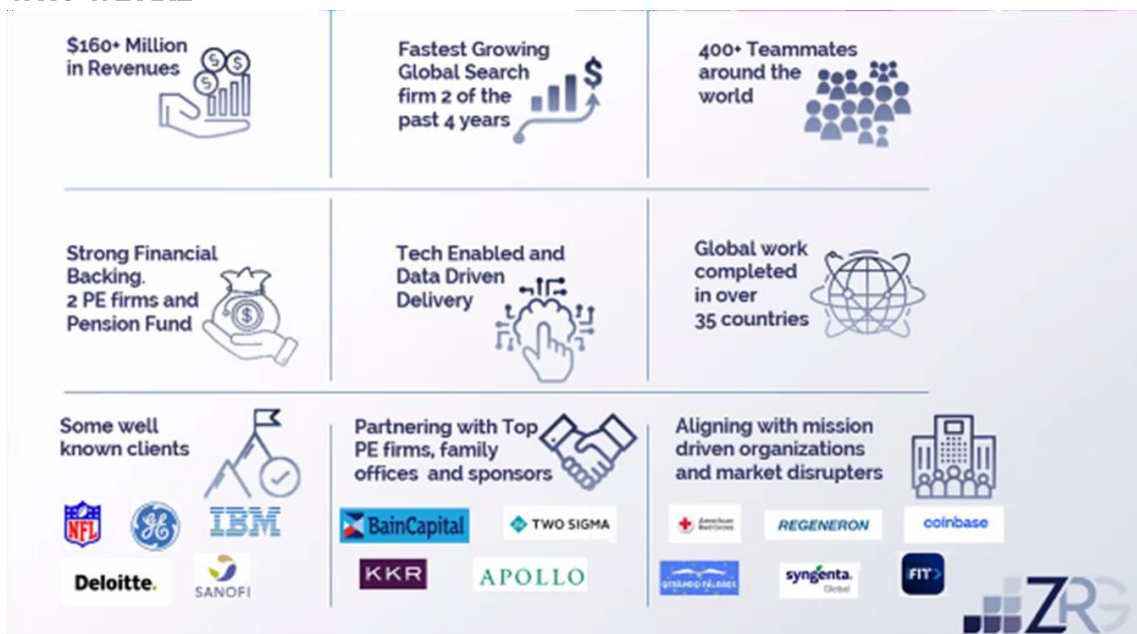 $160+ Million
in Revenues
Fastest Growing
Global Search
firm 2 of the
past 4 years
400+ Teammates
around the
world
Strong Financial
Backing.
2 PE firms and
Pension Fund
Tech Enabled and
Data Driven
Delivery
Global work
completed
in over
35 countries
Some well
known clients
NFL
GE
IBM
Deloitte.
SANOFI
Partnering with Top
PE firms, family
offices and sponsors
BainCapital
TWO SIGMA
KKR
APOLLO
Aligning with mission
driven organizations
and market disrupters
American
Red Cross
REGENERON
coinbase
syngenta.
Global
FIT>
ZRG